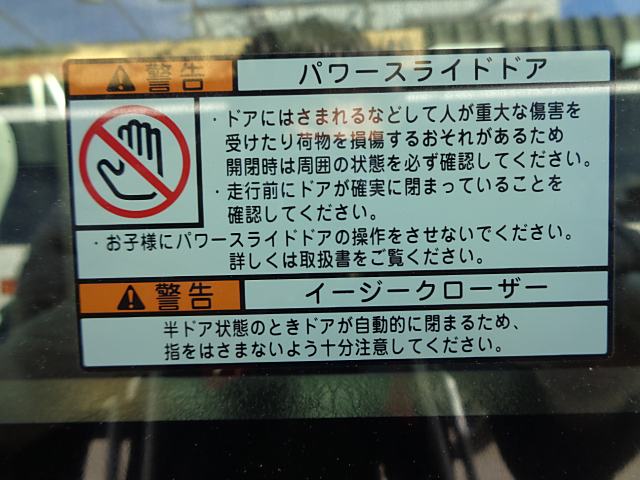 警告 パワースライドドア
・ドアにはさまれるなどして人が重大な傷害を
受けたり荷物を損傷するおそれがあるため
開閉時は周囲の状態を必ず確認してください。
・走行前にドアが確実に閉まっていることを
確認してください。
・お子様にパワースライドドアの操作をさせないでください。
詳しくは取扱書をご覧ください。
警告 イージークローザー
半ドア状態のときドアが自動的に閉まるため、
指をはさまないよう十分注意してください。